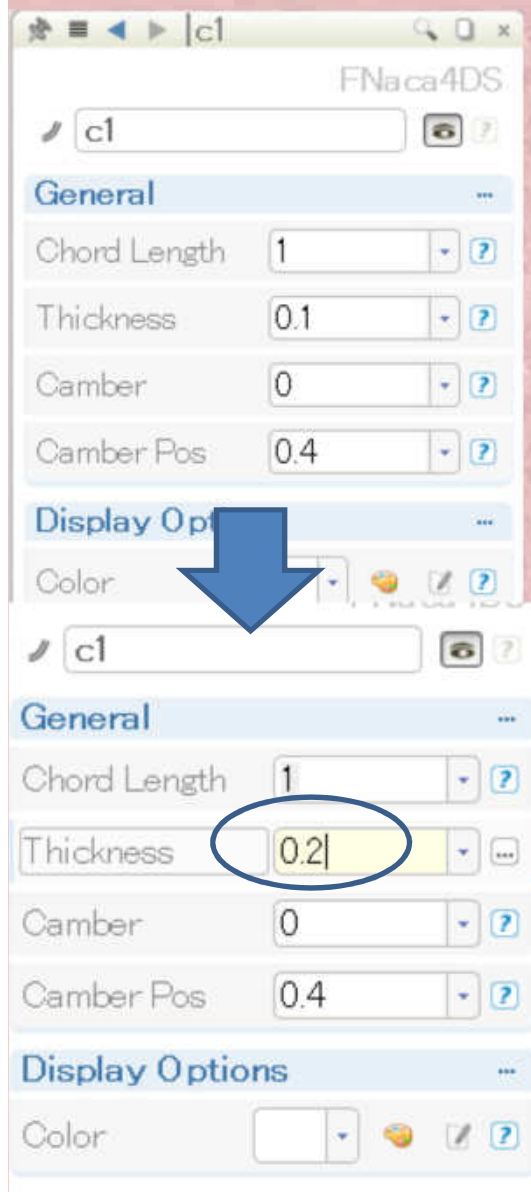 c1
FNaca4DS
c1
General
Chord Length 1
Thickness 0.1
Camber 0
Camber Pos 0.4
Display Opt
Color
FNaca4DS
c1
General
Chord Length 1
Thickness 0.2
Camber 0
Camber Pos 0.4
Display Options
Color